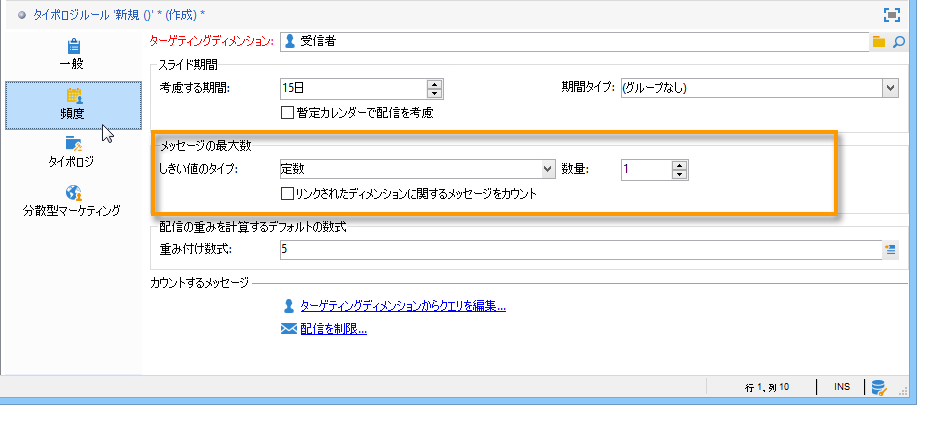 タイポロジルール '新規 ()' * (作成) *
一般
頻度
タイポロジ
分散型マーケティング
ターゲティングディメンション: 受信者
スライド期間
考慮する期間: 15日 期間タイプ: (グループなし)
暫定カレンダーで配信を考慮
メッセージの最大数
しきい値のタイプ: 定数 数量: 1
リンクされたディメンションに関するメッセージをカウント
配信の重みを計算するデフォルトの数式
重み付け数式: 5
カウントするメッセージ
ターゲティングディメンションからクエリを編集...
配信を制限...
行 1、列 10 INS